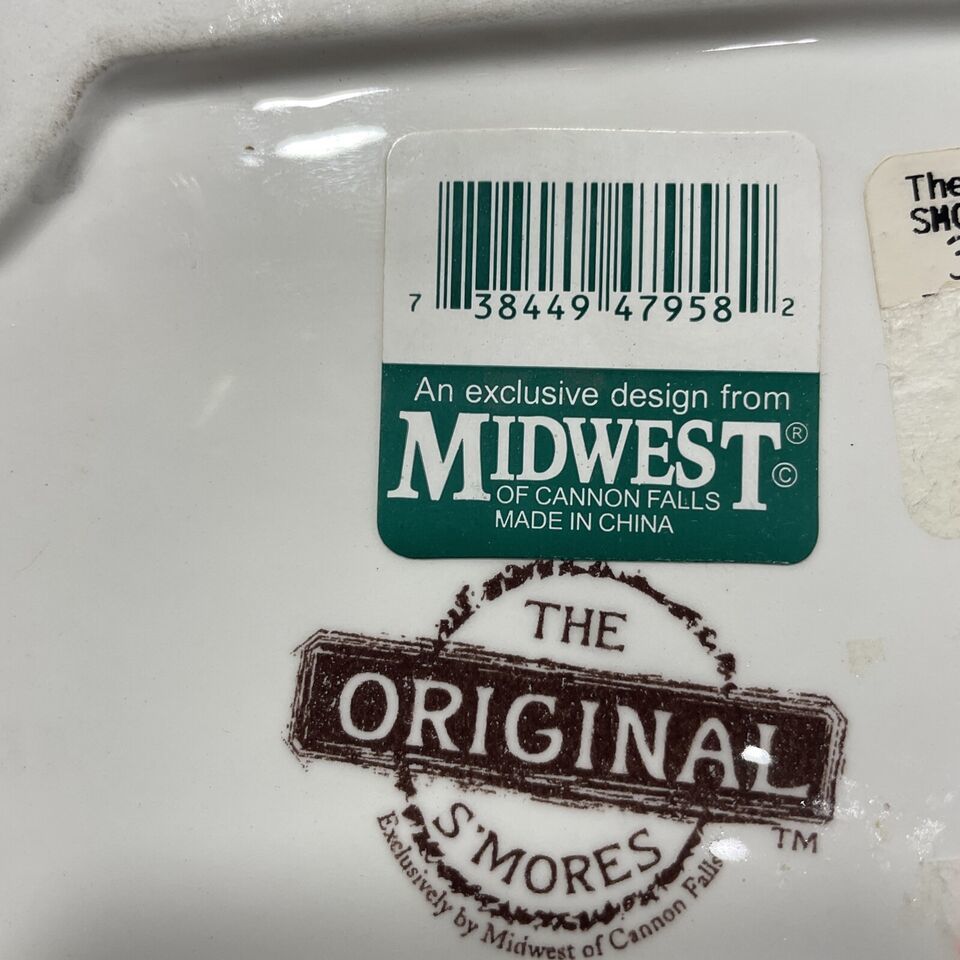 7 38449 47958 2
An exclusive design from
MIDWEST® ©
OF CANNON FALLS
MADE IN CHINA
The
THE
ORIGINAL
S'MORES
TM
Exclusively by Midwest of Cannon Falls